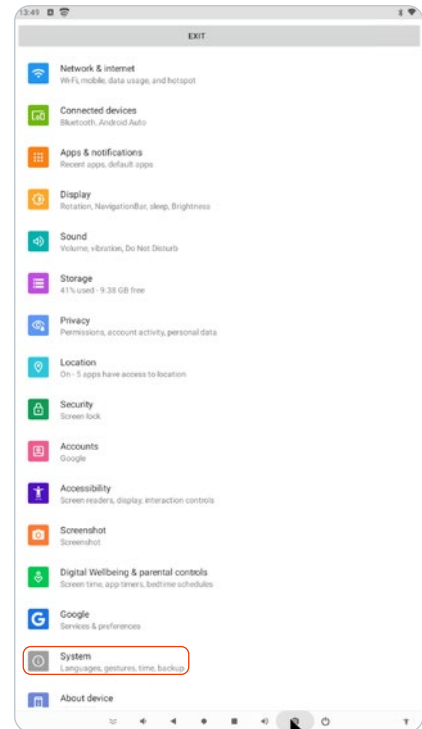 13:49
EXIT
Network & internet
Wi-Fi, mobile, data usage, and hotspot
Connected devices
Bluetooth, Android Auto
Apps & notifications
Recent apps, default apps
Display
Rotation, NavigationBar, sleep, Brightness
Sound
Volume, vibration, Do Not Disturb
Storage
41% used - 9.38 GB free
Privacy
Permissions, account activity, personal data
Location
On - 5 apps have access to location
Security
Screen lock
Accounts
Google
Accessibility
Screen readers, display, interaction controls
Screenshot
Screenshot
Digital Wellbeing & parental controls
Screen time, app timers, bedtime schedules
Google
Services & preferences
System
Languages, gestures, time, backup
About device